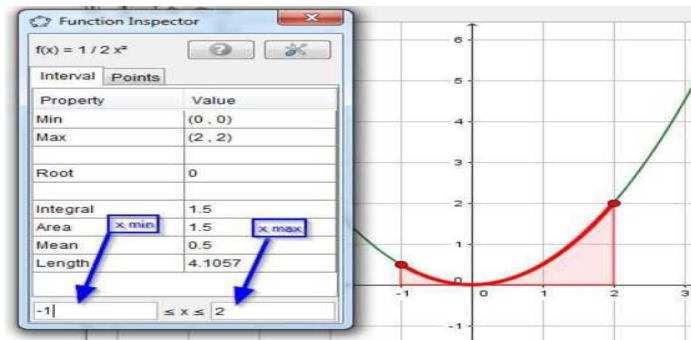 Function Inspector
f(x) = 1 / 2 x²
Interval Points
Property Value
Min (0 , 0)
Max (2 , 2)
Root 0
Integral 1.5
Area 1.5
x min
x max
Mean 0.5
Length 4.1057
-1 ≤ x ≤ 2
6
5
4
3
2
1
0
-1 0 1 2 3
-1